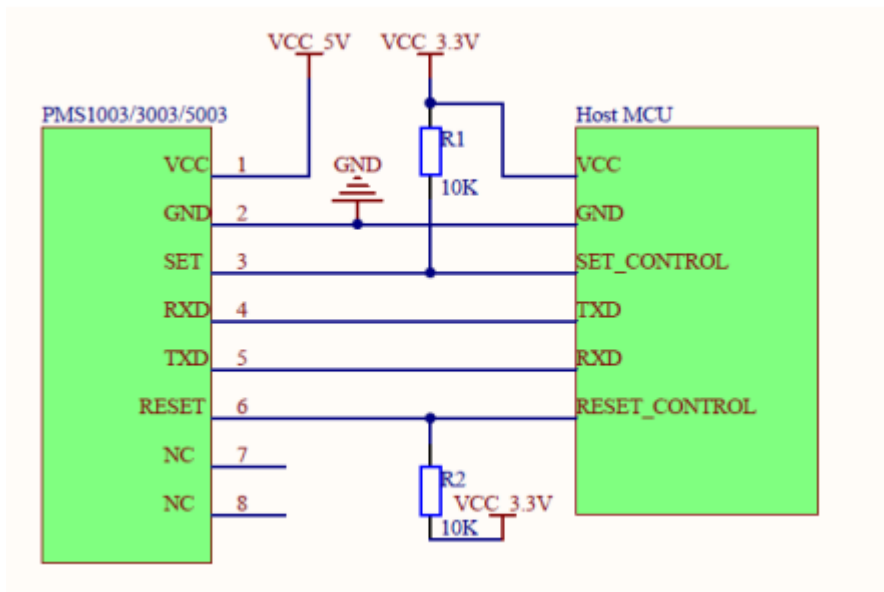 VCC_5V VCC_3.3V
PMS1003/3003/5003 Host MCU
R1
VCC 1 GND VCC
10K
GND 2 GND
SET 3 SET_CONTROL
RXD 4 TXD
TXD 5 RXD
RESET 6 RESET_CONTROL
NC 7
R2
NC 8 VCC_3.3V
10K